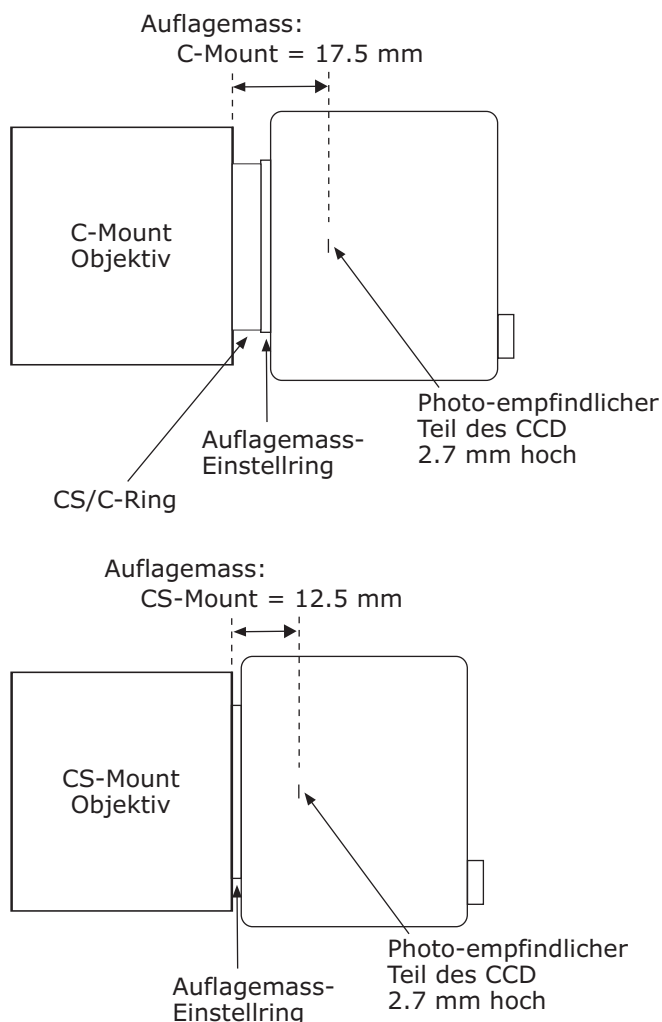 Auflagemass:
C-Mount = 17.5 mm
C-Mount
Objektiv
Photo-empfindlicher
Teil des CCD
2.7 mm hoch
Auflagemass-
Einstellring
CS/C-Ring
Auflagemass:
CS-Mount = 12.5 mm
CS-Mount
Objektiv
Photo-empfindlicher
Teil des CCD
2.7 mm hoch
Auflagemass-
Einstellring